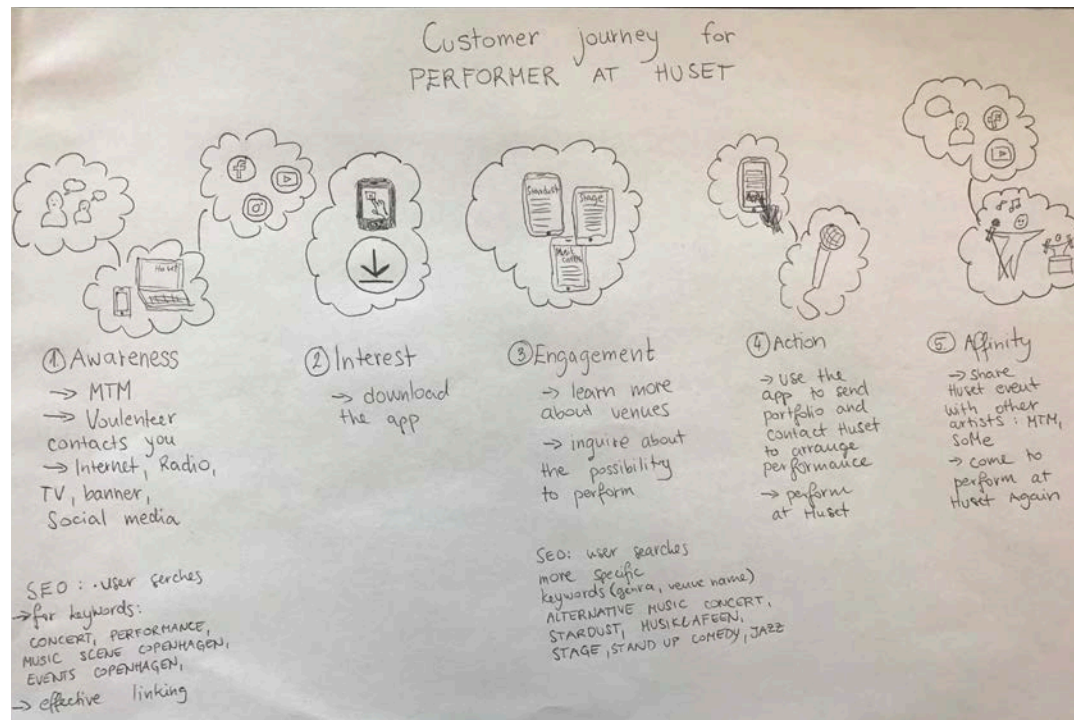 Customer journey for
PERFORMER AT HUSET
Huset
Stardust
Stage
① Awareness
→ MTM
→ Voulenteer
contacts you
→ Internet, Radio,
TV, banner,
Social media
SEO: · user serches
→ for keywords:
CONCERT, PERFORMANCE,
MUSIC SCENE COPENHAGEN,
EVENTS COPENHAGEN,
→ effective linking
② Interest
→ download
the app
③ Engagement
→ learn more
about venues
→ inquire about
the possibility
to perform
SEO: user searches
more specific
keywords (genra, venue name)
ALTERNATIVE MUSIC CONCERT,
STARDUST, MUSIKCAFEEN,
STAGE, STAND UP COMEDY, JAZZ
④ Action
→ use the
app to send
portfolio and
contact Huset
to arrange
performance
→ perform
at Huset
⑤ Affinity
→ share
Huset event
with other
artists: MTM,
SoMe
→ come to
perform at
Huset Again